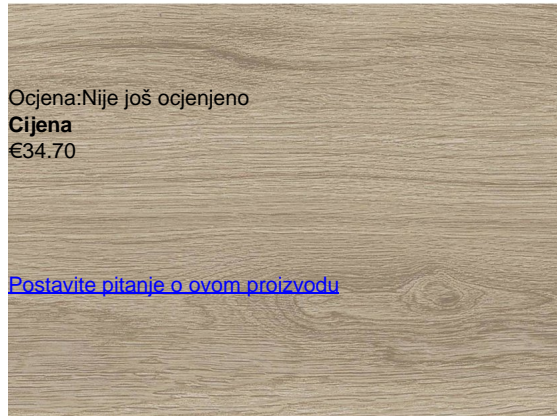 Ocjena:Nije još ocjenjeno
Cijena
€34.70
Postavite pitanje o ovom proizvodu